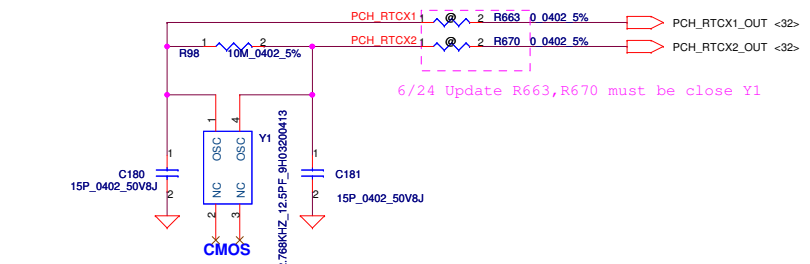 PCH_RTCX1 1 @ 2 R663 0_0402_5% PCH_RTCX1_OUT <32>
PCH_RTCX2 1 @ 2 R670 0_0402_5% PCH_RTCX2_OUT <32>
R98 1 2 10M_0402_5%
6/24 Update R663,R670 must be close Y1
1 4 Y1
OSC OSC
NC NC
2 3
.768KHZ_12.5PF_9H03200413
C180 1
15P_0402_50V8J 2
1 C181
2 15P_0402_50V8J
CMOS